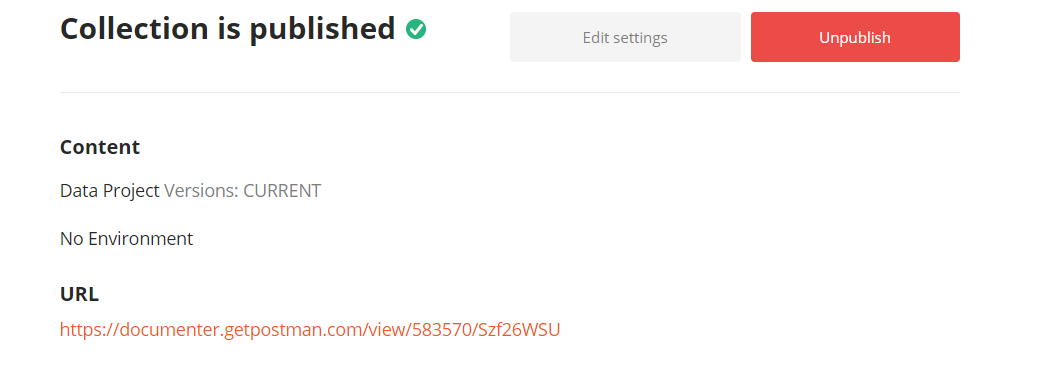 Collection is published
Edit settings
Unpublish
Content
Data Project Versions: CURRENT
No Environment
URL
https://documenter.getpostman.com/view/583570/Szf26WSU